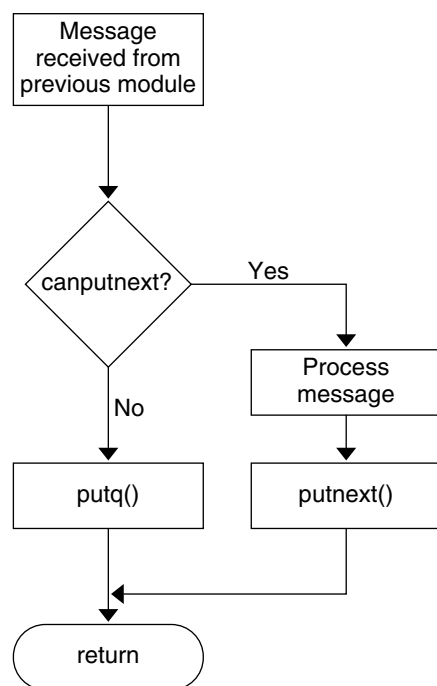 Message
received from
previous module
canputnext?
Yes
Process
message
No
putq()
putnext()
return